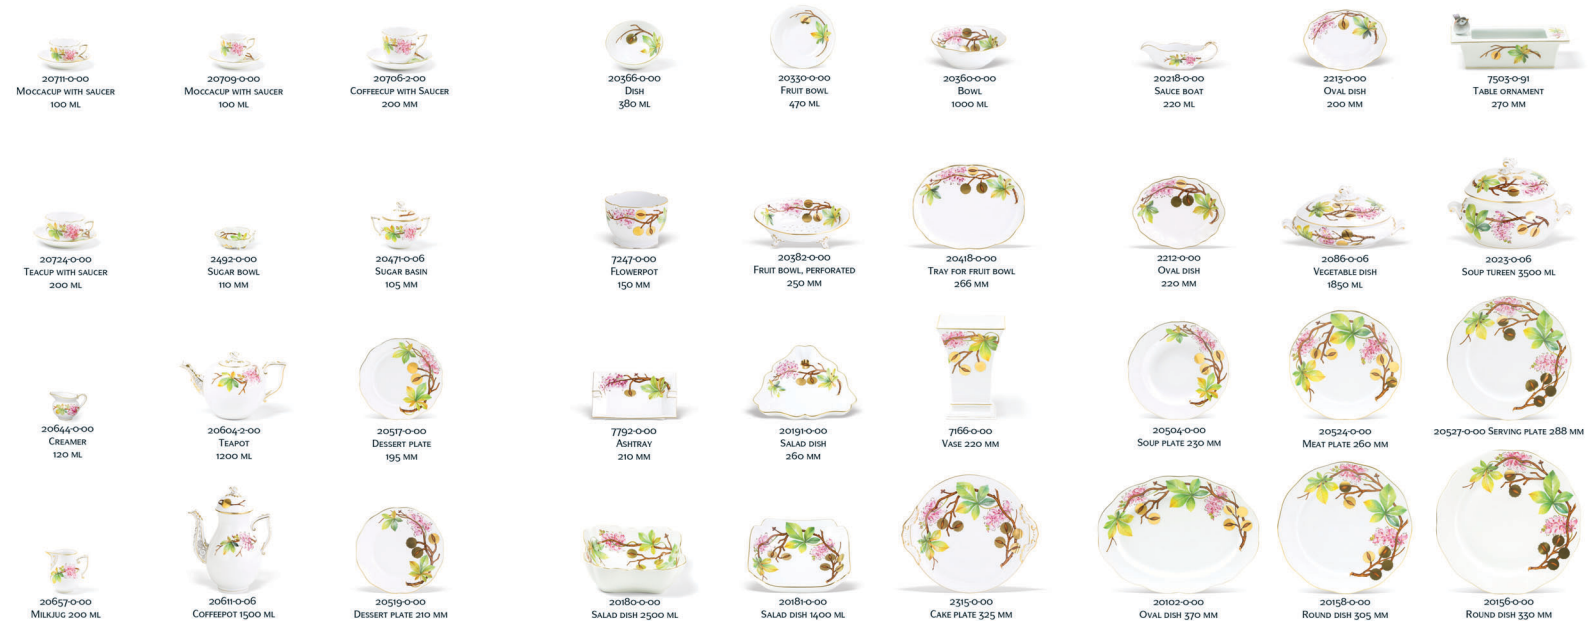 20711-0-00
Moccacup with saucer
100 ml
20709-0-00
Moccacup with saucer
100 ml
20706-2-00
Coffeecup with Saucer
200 mm
20366-0-00
Dish
380 ml
20330-0-00
Fruit bowl
470 ml
20360-0-00
Bowl
1000 ml
20218-0-00
Sauce boat
220 ml
2213-0-00
Oval dish
200 mm
7503-0-91
Table ornament
270 mm
20724-0-00
Teacup with saucer
200 ml
2492-0-00
Sugar bowl
110 mm
20471-0-06
Sugar basin
105 mm
7247-0-00
Flowerpot
150 mm
20382-0-00
Fruit bowl, perforated
250 mm
20418-0-00
Tray for fruit bowl
266 mm
2212-0-00
Oval dish
220 mm
2086-0-06
Vegetable dish
1850 ml
2023-0-06
Soup tureen 3500 ml
20644-0-00
Creamer
120 ml
20604-2-00
Teapot
1200 ml
20517-0-00
Dessert plate
195 mm
7792-0-00
Ashtray
210 mm
20191-0-00
Salad dish
260 mm
7166-0-00
Vase 220 mm
20504-0-00
Soup plate 230 mm
20524-0-00
Meat plate 260 mm
20527-0-00 Serving plate 288 mm
20657-0-00
Milkjug 200 ml
20611-0-06
Coffeepot 1500 ml
20519-0-00
Dessert plate 210 mm
20180-0-00
Salad dish 2500 ml
20181-0-00
Salad dish 1400 ml
2315-0-00
Cake plate 325 mm
20102-0-00
Oval dish 370 mm
20158-0-00
Round dish 305 mm
20156-0-00
Round dish 330 mm